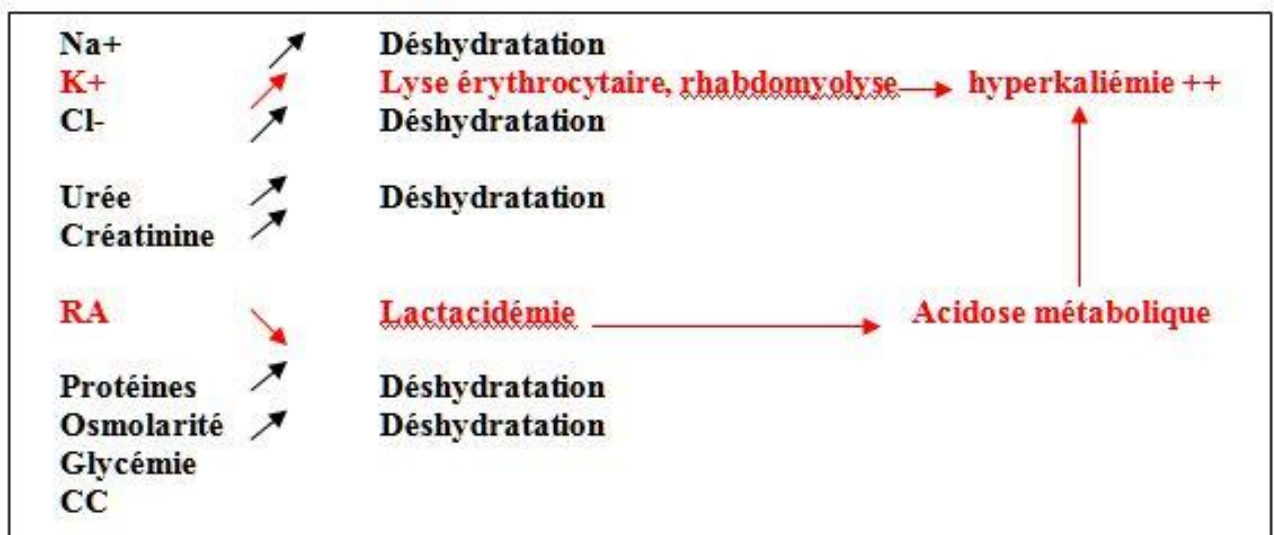 Na+ Déshydratation
K+ Lyse érythrocytaire, rhabdomyolyse hyperkaliémie ++
Cl- Déshydratation
Urée Déshydratation
Créatinine
RA Lactacidémie Acidose métabolique
Protéines Déshydratation
Osmolarité Déshydratation
Glycémie
CC